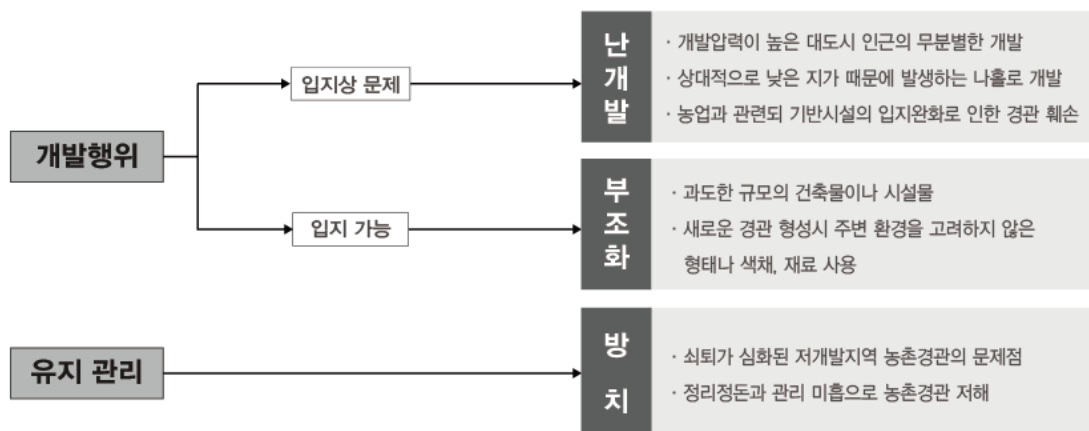 개발행위
입지상 문제
난개발
· 개발압력이 높은 대도시 인근의 무분별한 개발
· 상대적으로 낮은 지가 때문에 발생하는 나홀로 개발
· 농업과 관련되 기반시설의 입지완화로 인한 경관 훼손
입지 가능
부조화
· 과도한 규모의 건축물이나 시설물
· 새로운 경관 형성시 주변 환경을 고려하지 않은
형태나 색채, 재료 사용
유지 관리
방치
· 쇠퇴가 심화된 저개발지역 농촌경관의 문제점
· 정리정돈과 관리 미흡으로 농촌경관 저해